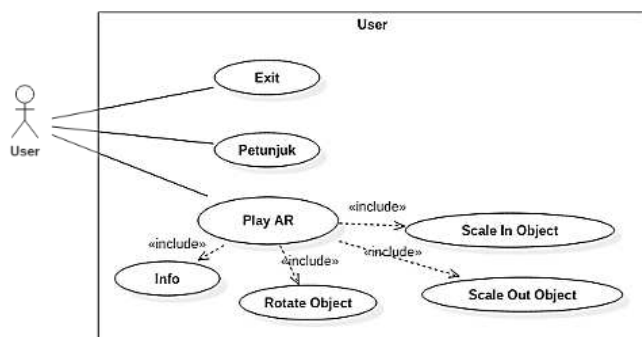 User
Exit
User
Petunjuk
Play AR
«include»
Scale In Object
«include»
«include»
«include»
Info
Rotate Object
Scale Out Object